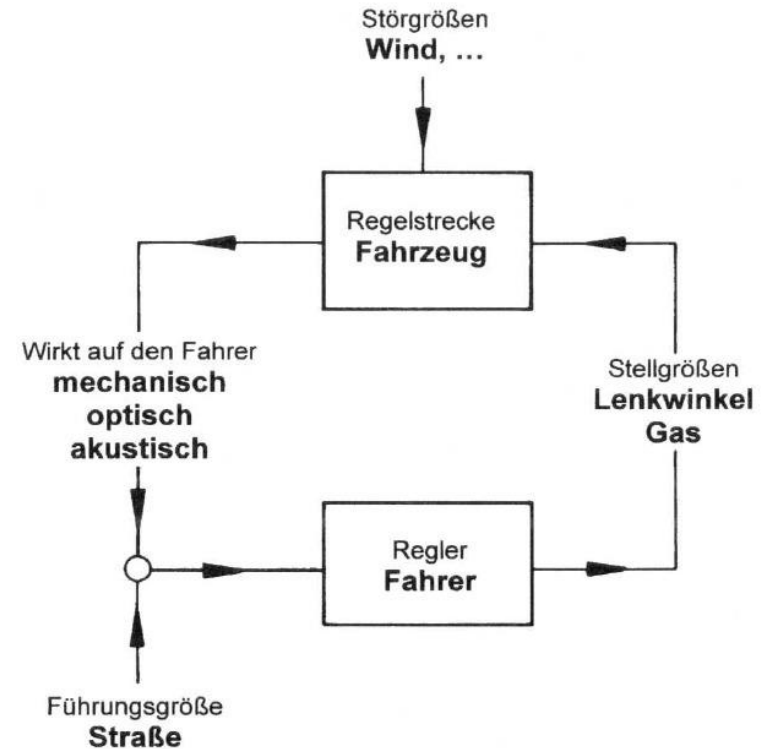 Störgrößen
Wind, ...
Regelstrecke
Fahrzeug
Wirkt auf den Fahrer
mechanisch
optisch
akustisch
Stellgrößen
Lenkwinkel
Gas
Regler
Fahrer
Führungsgröße
Straße